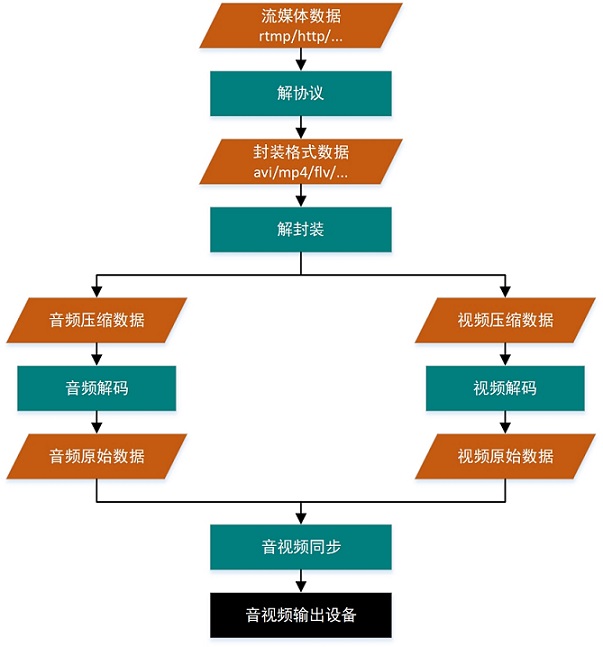 流媒体数据
rtmp/http/...
解协议
封装格式数据
avi/mp4/flv/...
解封装
音频压缩数据
视频压缩数据
音频解码
视频解码
音频原始数据
视频原始数据
音视频同步
音视频输出设备